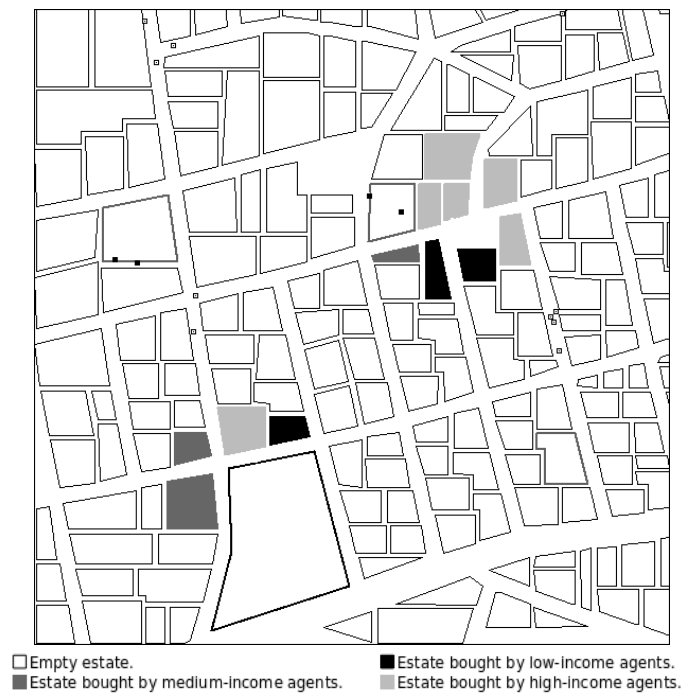 Empty estate.
Estate bought by low-income agents.
Estate bought by medium-income agents.
Estate bought by high-income agents.